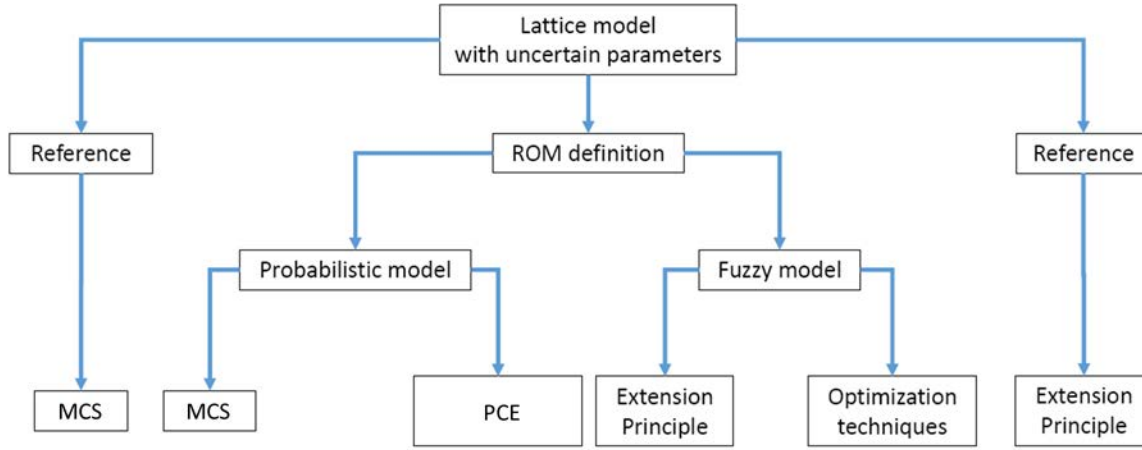 Lattice model
with uncertain parameters
Reference
ROM definition
Reference
Probabilistic model
Fuzzy model
MCS
MCS
PCE
Extension
Principle
Optimization
techniques
Extension
Principle